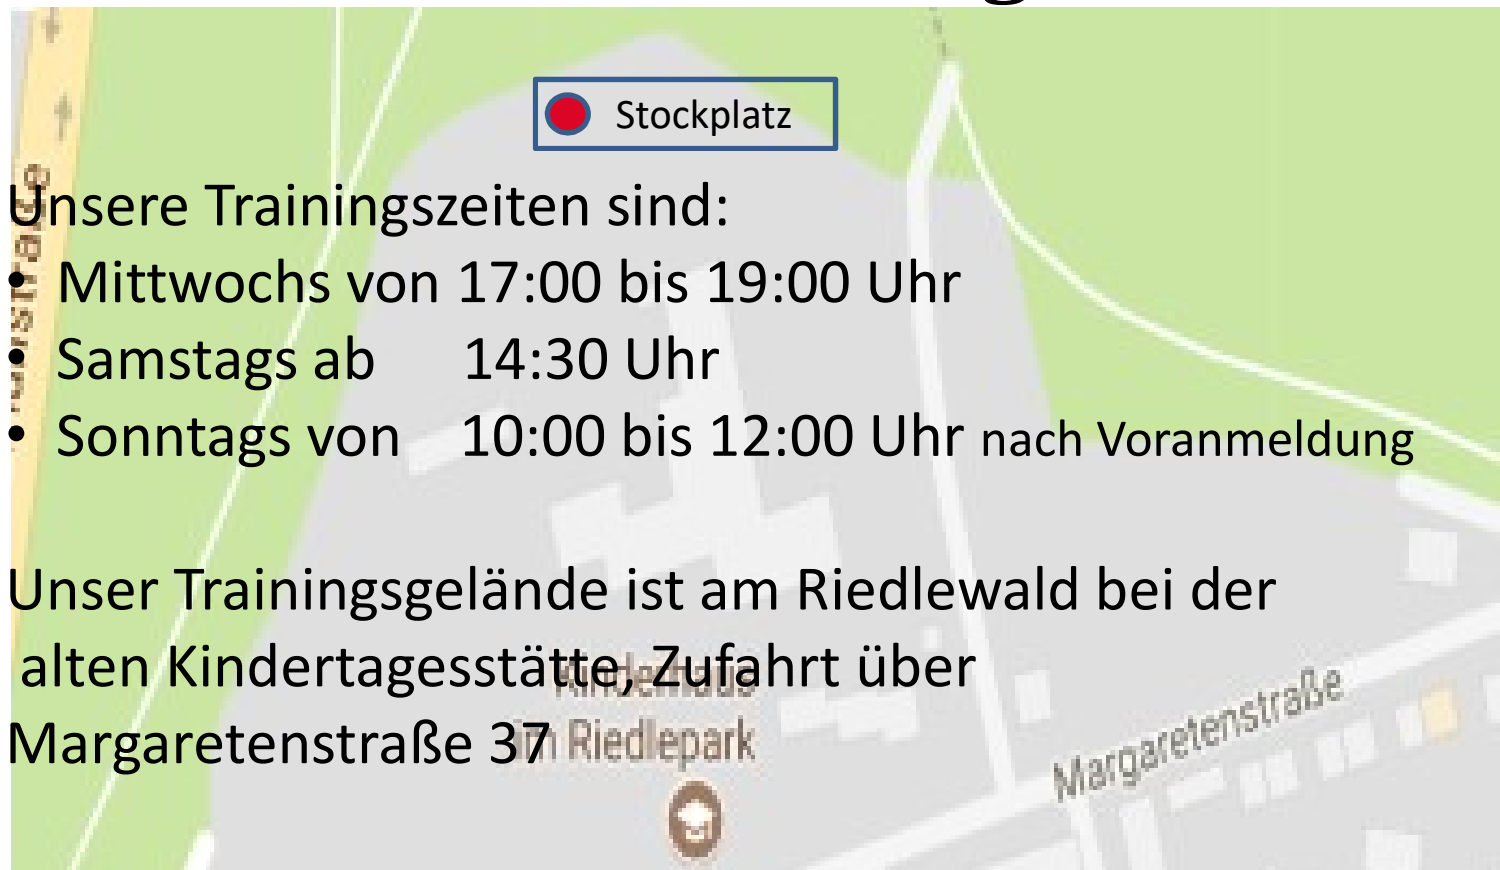 Stockplatz
Unsere Trainingszeiten sind:
• Mittwochs von 17:00 bis 19:00 Uhr
• Samstags ab 14:30 Uhr
• Sonntags von 10:00 bis 12:00 Uhr nach Voranmeldung
Unser Trainingsgelände ist am Riedlewald bei der
alten Kindertagesstätte, Zufahrt über
Kinderhaus
Margaretenstraße 37
im Riedlepark
Margaretenstraße